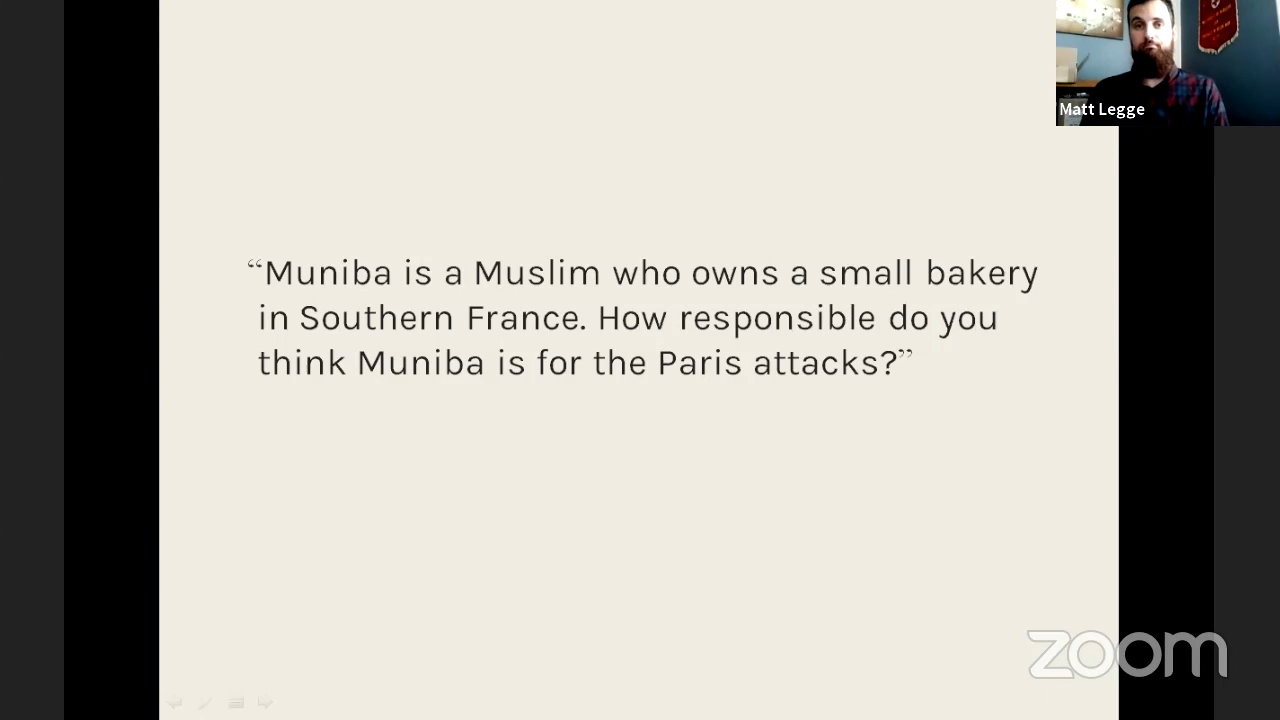 Matt Legge
“Muniba is a Muslim who owns a small bakery
in Southern France. How responsible do you
think Muniba is for the Paris attacks?”
zoom